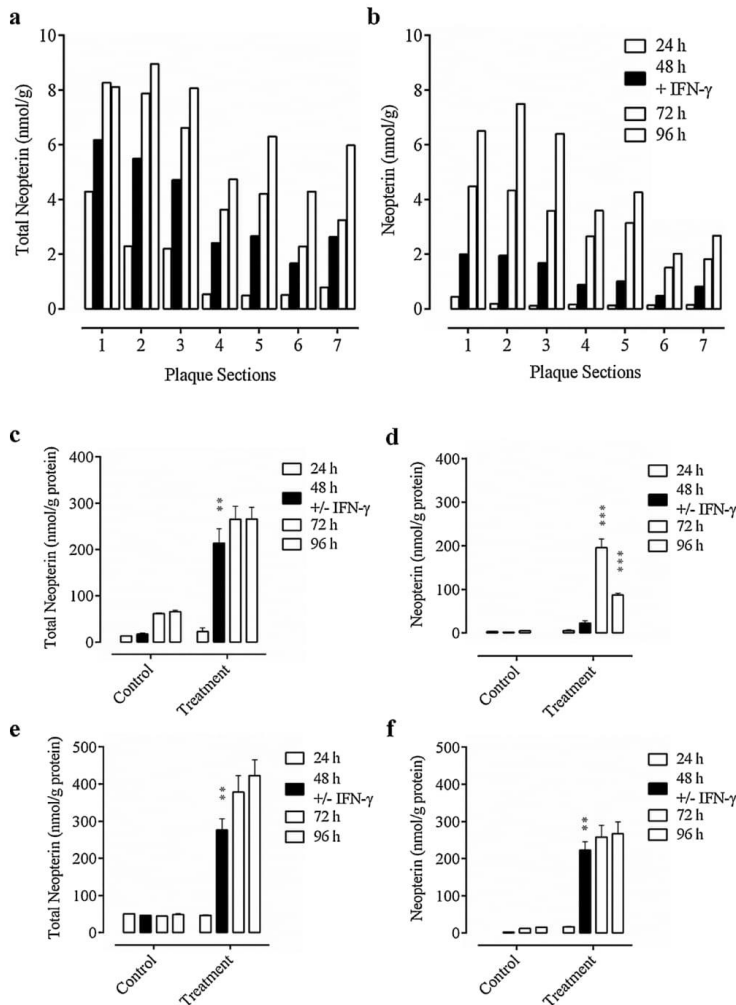 a
Total Neopterin (nmol/g)
10
8
6
4
2
0
1 2 3 4 5 6 7
Plaque Sections
b
Neopterin (nmol/g)
10
8
6
4
2
0
1 2 3 4 5 6 7
Plaque Sections
24 h
48 h
+ IFN-γ
72 h
96 h
c
Total Neopterin (nmol/g protein)
400
300
200
100
0
**
Control Treatment
24 h
48 h
+/- IFN-γ
72 h
96 h
d
Neopterin (nmol/g protein)
400
300
200
100
0
***
***
Control Treatment
24 h
48 h
+/- IFN-γ
72 h
96 h
e
Total Neopterin (nmol/g protein)
500
400
300
200
100
0
**
Control Treatment
24 h
48 h
+/- IFN-γ
72 h
96 h
f
Neopterin (nmol/g protein)
500
400
300
200
100
0
**
Control Treatment
24 h
48 h
+/- IFN-γ
72 h
96 h